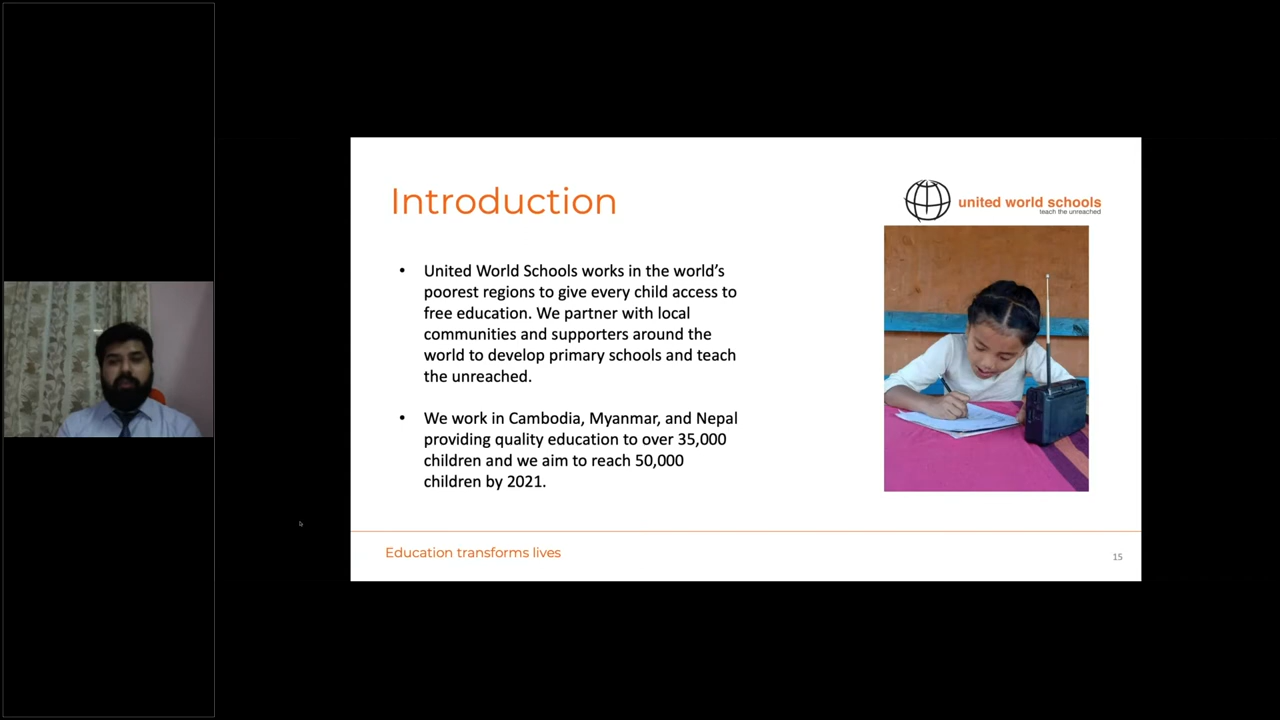 Introduction
united world schools
teach the unreached
• United World Schools works in the world’s
poorest regions to give every child access to
free education. We partner with local
communities and supporters around the
world to develop primary schools and teach
the unreached.
• We work in Cambodia, Myanmar, and Nepal
providing quality education to over 35,000
children and we aim to reach 50,000
children by 2021.
Education transforms lives
15